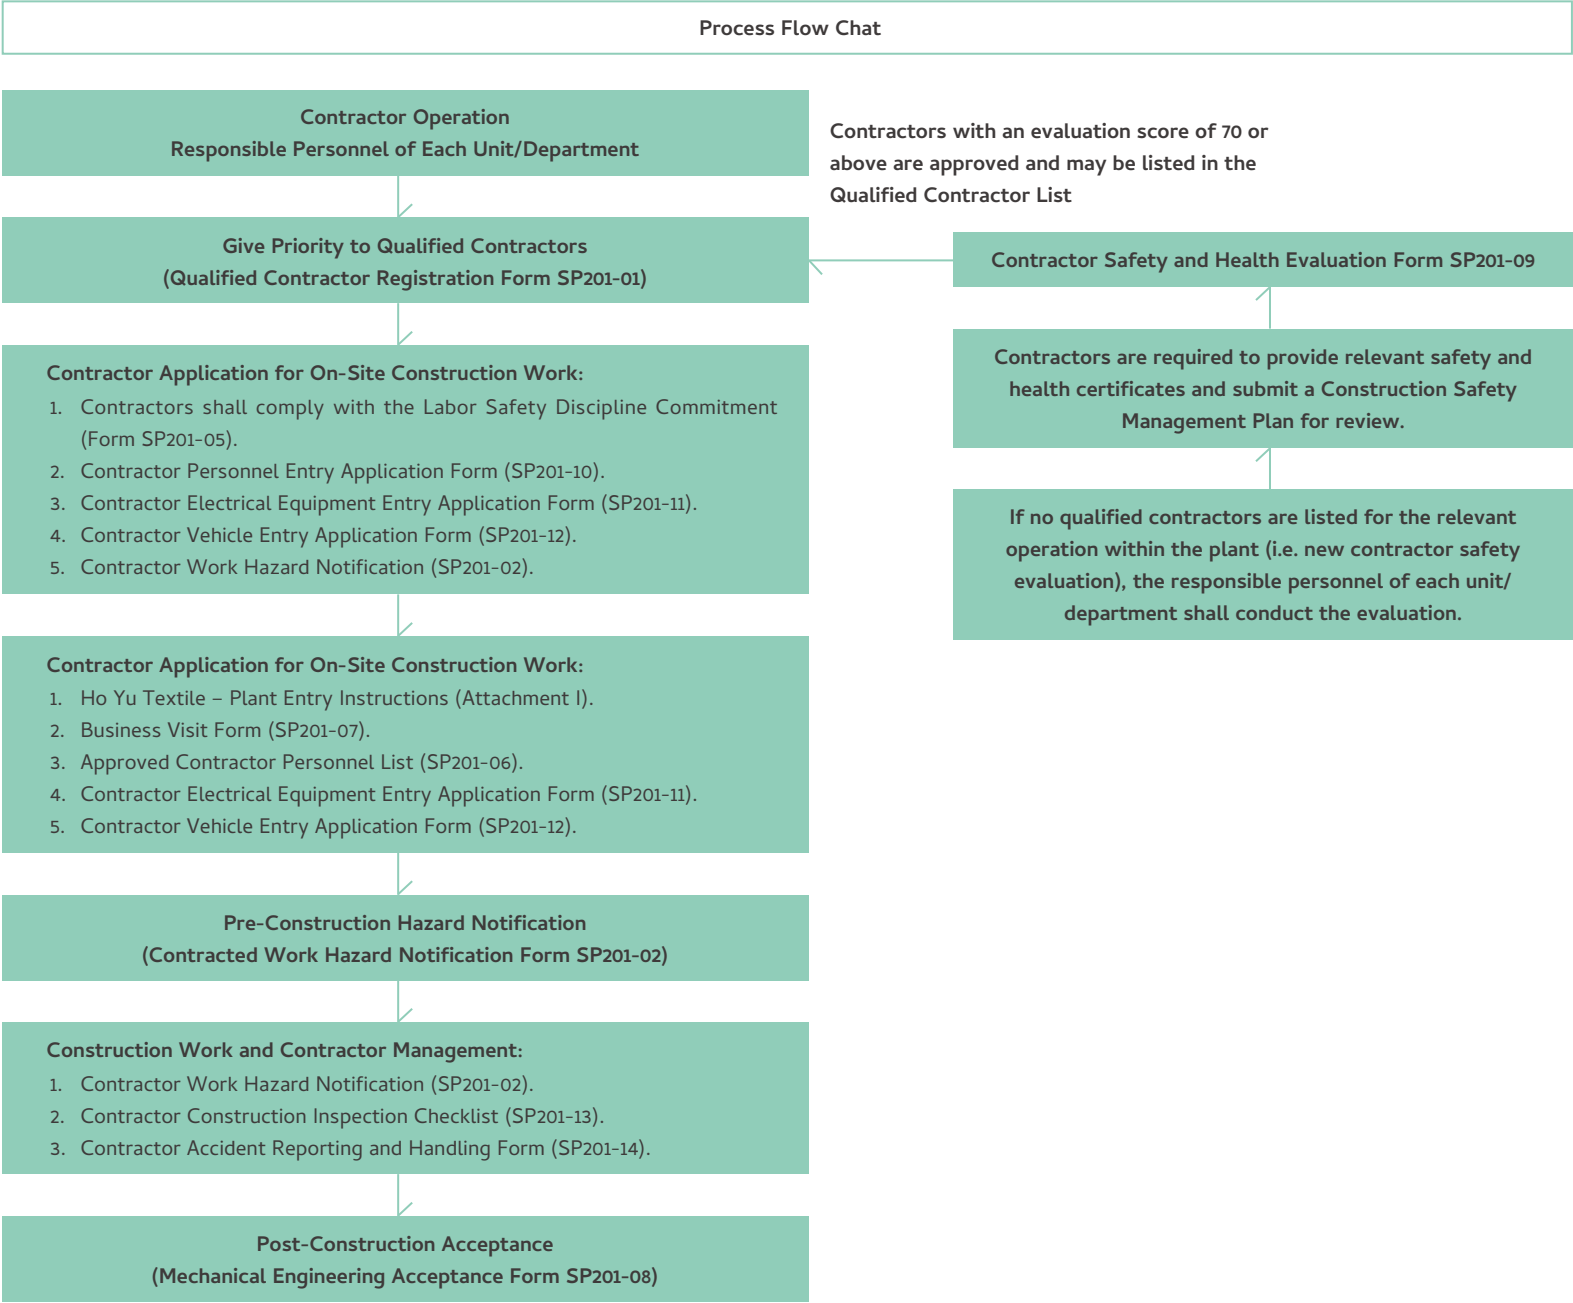 Process Flow Chat
Contractor Operation
Responsible Personnel of Each Unit/Department
Contractors with an evaluation score of 70 or
above are approved and may be listed in the
Qualified Contractor List
Give Priority to Qualified Contractors
(Qualified Contractor Registration Form SP201-01)
Contractor Safety and Health Evaluation Form SP201-09
Contractors are required to provide relevant safety and
health certificates and submit a Construction Safety
Management Plan for review.
If no qualified contractors are listed for the relevant
operation within the plant (i.e. new contractor safety
evaluation), the responsible personnel of each unit/
department shall conduct the evaluation.
Contractor Application for On-Site Construction Work:
1. Contractors shall comply with the Labor Safety Discipline Commitment
(Form SP201-05).
2. Contractor Personnel Entry Application Form (SP201-10).
3. Contractor Electrical Equipment Entry Application Form (SP201-11).
4. Contractor Vehicle Entry Application Form (SP201-12).
5. Contractor Work Hazard Notification (SP201-02).
Contractor Application for On-Site Construction Work:
1. Ho Yu Textile – Plant Entry Instructions (Attachment I).
2. Business Visit Form (SP201-07).
3. Approved Contractor Personnel List (SP201-06).
4. Contractor Electrical Equipment Entry Application Form (SP201-11).
5. Contractor Vehicle Entry Application Form (SP201-12).
Pre-Construction Hazard Notification
(Contracted Work Hazard Notification Form SP201-02)
Construction Work and Contractor Management:
1. Contractor Work Hazard Notification (SP201-02).
2. Contractor Construction Inspection Checklist (SP201-13).
3. Contractor Accident Reporting and Handling Form (SP201-14).
Post-Construction Acceptance
(Mechanical Engineering Acceptance Form SP201-08)